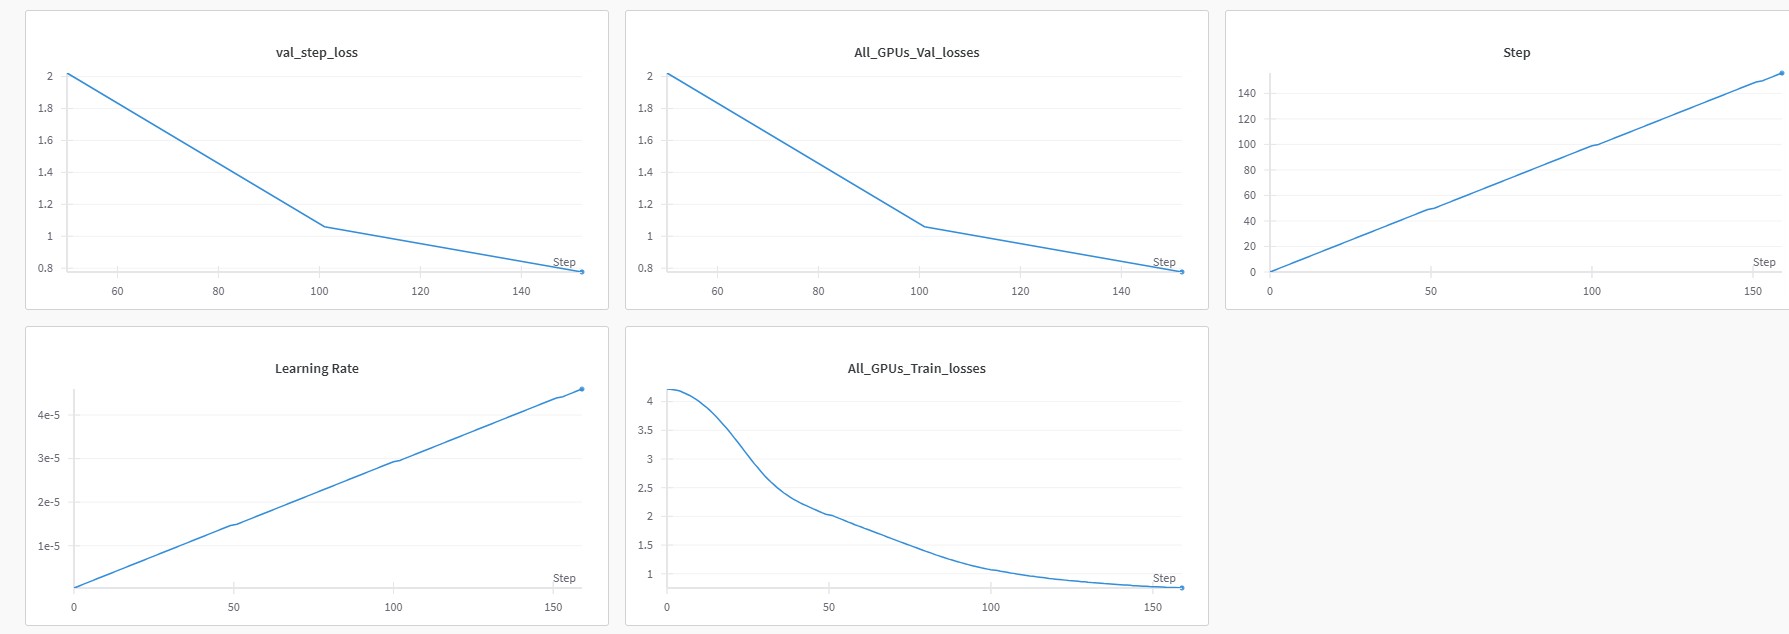 val_step_loss
2
1.8
1.6
1.4
1.2
1
0.8
Step
60 80 100 120 140
All_GPUs_Val_losses
2
1.8
1.6
1.4
1.2
1
0.8
Step
60 80 100 120 140
Step
140
120
100
80
60
40
20
0
Step
0 50 100 150
Learning Rate
4e-5
3e-5
2e-5
1e-5
Step
0 50 100 150
All_GPUs_Train_losses
4
3.5
3
2.5
2
1.5
1
Step
0 50 100 150